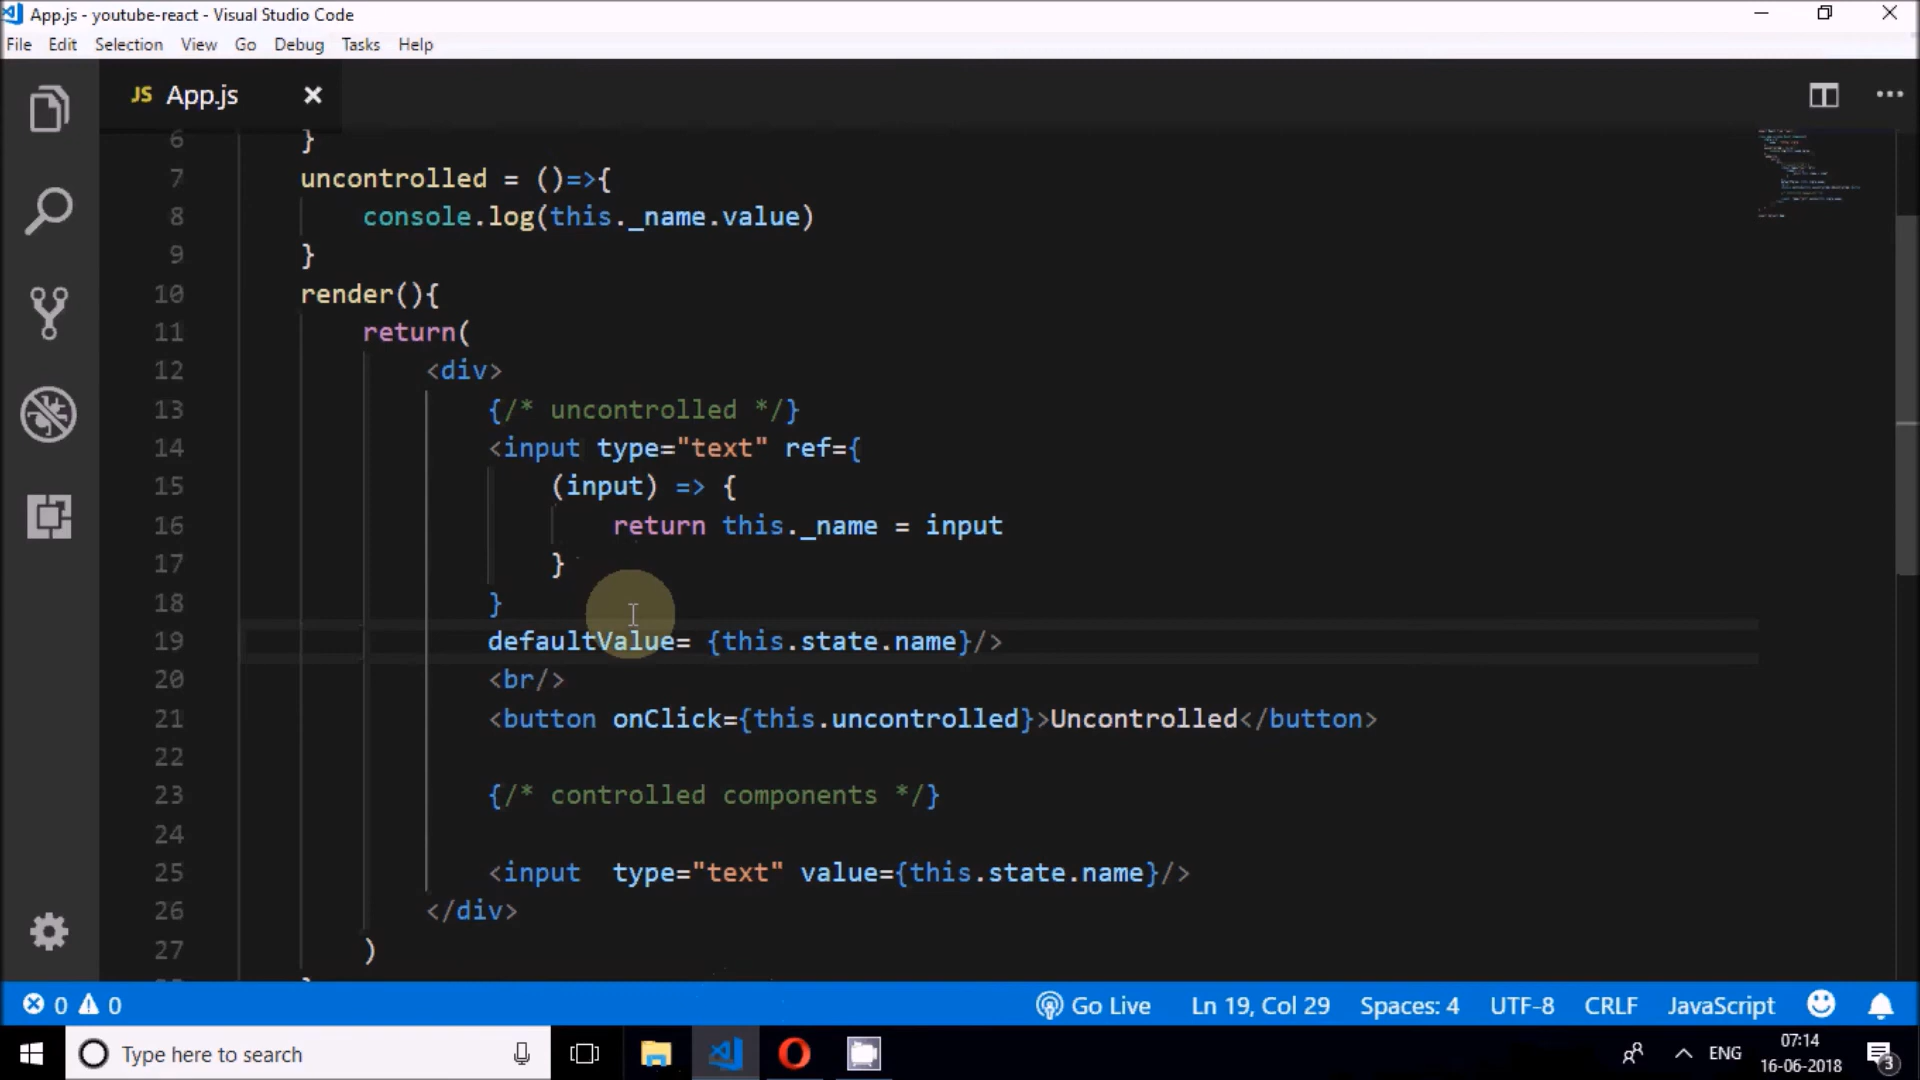 App.js - youtube-react - Visual Studio Code
File Edit Selection View Go Debug Tasks Help
JS App.js
6 }
7 uncontrolled = ()=>{
8 console.log(this._name.value)
9 }
10 render(){
11 return(
12 <div>
13 {/* uncontrolled */}
14 <input type="text" ref={
15 (input) => {
16 return this._name = input
17 }
18 }
19 defaultValue= {this.state.name}/>
20 <br/>
21 <button onClick={this.uncontrolled}>Uncontrolled</button>
22
23 {/* controlled components */}
24
25 <input  type="text" value={this.state.name}/>
26 </div>
27 )
0 0 Go Live Ln 19, Col 29 Spaces: 4 UTF-8 CRLF JavaScript
Type here to search ENG 07:14
16-06-2018 3